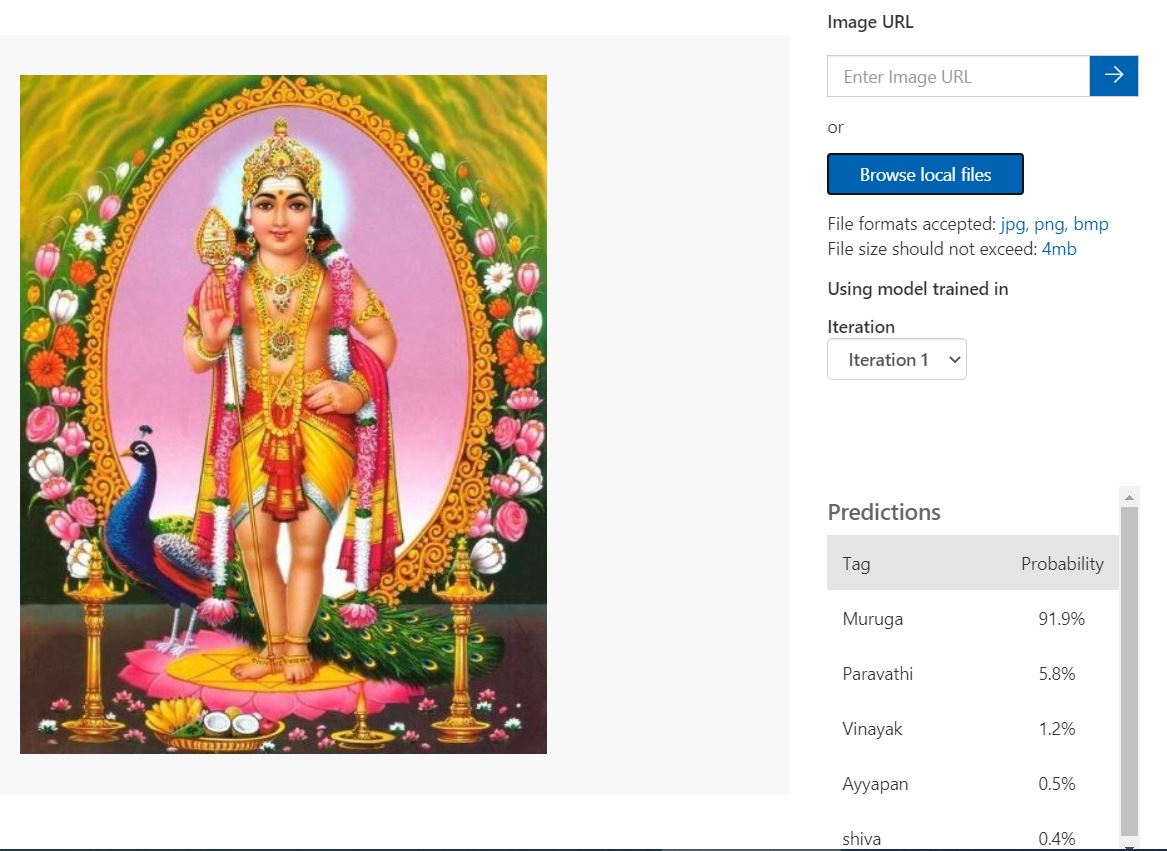 Image URL
Enter Image URL
or
Browse local files
File formats accepted: jpg, png, bmp
File size should not exceed: 4mb
Using model trained in
Iteration
Iteration 1
Predictions
Tag Probability
Muruga 91.9%
Paravathi 5.8%
Vinayak 1.2%
Ayyapan 0.5%
shiva 0.4%